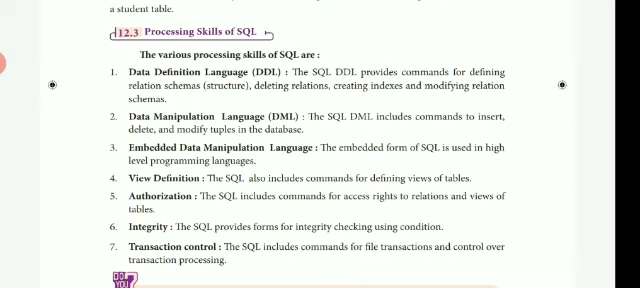 a student table.
12.3 Processing Skills of SQL
The various processing skills of SQL are :
1. Data Definition Language (DDL) : The SQL DDL provides commands for defining
relation schemas (structure), deleting relations, creating indexes and modifying relation
schemas.
2. Data Manipulation Language (DML) : The SQL DML includes commands to insert,
delete, and modify tuples in the database.
3. Embedded Data Manipulation Language : The embedded form of SQL is used in high
level programming languages.
4. View Definition : The SQL also includes commands for defining views of tables.
5. Authorization : The SQL includes commands for access rights to relations and views of
tables.
6. Integrity : The SQL provides forms for integrity checking using condition.
7. Transaction control : The SQL includes commands for file transactions and control over
transaction processing.
DO
YOU